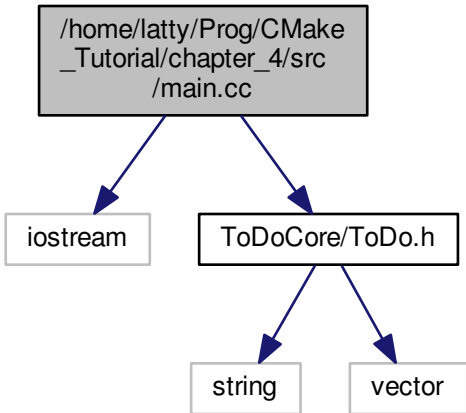 /home/latty/Prog/CMake
_Tutorial/chapter_4/src
/main.cc
iostream
ToDoCore/ToDo.h
string
vector